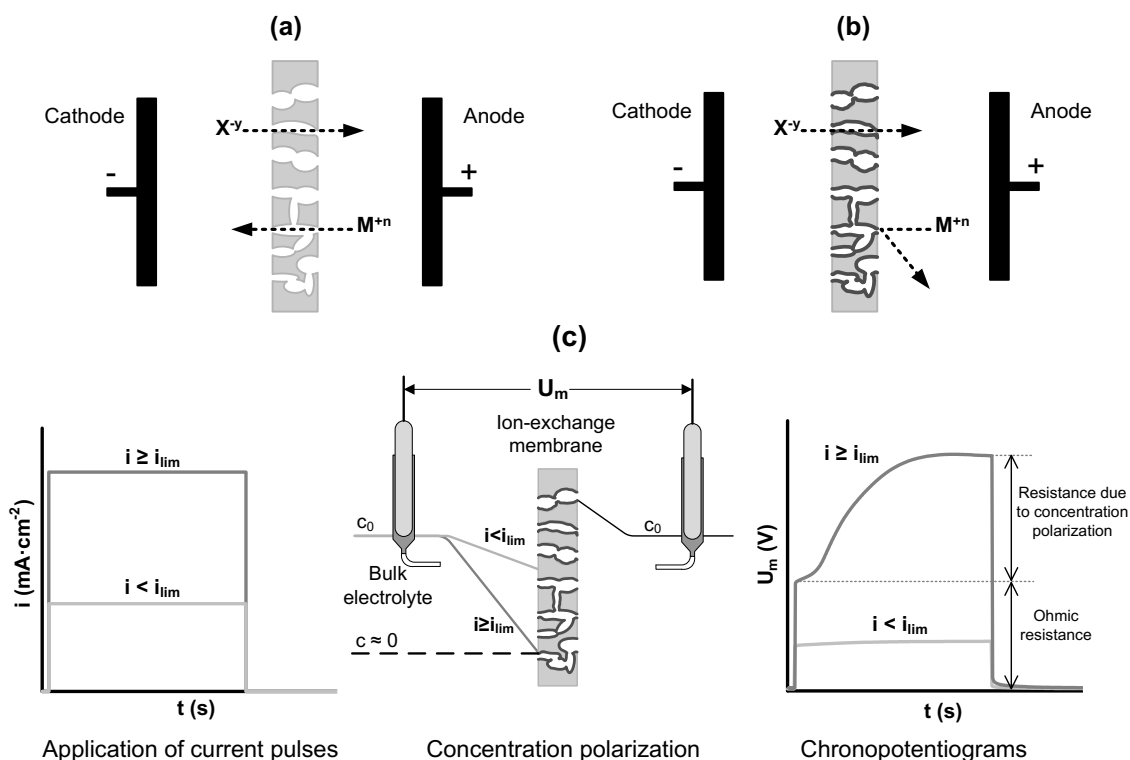 (a)
Cathode
Anode
X⁻ʸ
-
+
M⁺ⁿ
(b)
Cathode
Anode
X⁻ʸ
-
+
M⁺ⁿ
(c)
i (mA·cm⁻²)
i ≥ iₗᵢₘ
i < iₗᵢₘ
t (s)
Application of current pulses
Uₘ
Ion-exchange
membrane
c₀
c₀
i<iₗᵢₘ
Bulk
electrolyte
i≥iₗᵢₘ
c ≈ 0
Concentration polarization
Uₘ (V)
i ≥ iₗᵢₘ
Resistance due
to concentration
polarization
i < iₗᵢₘ
Ohmic
resistance
t (s)
Chronopotentiograms